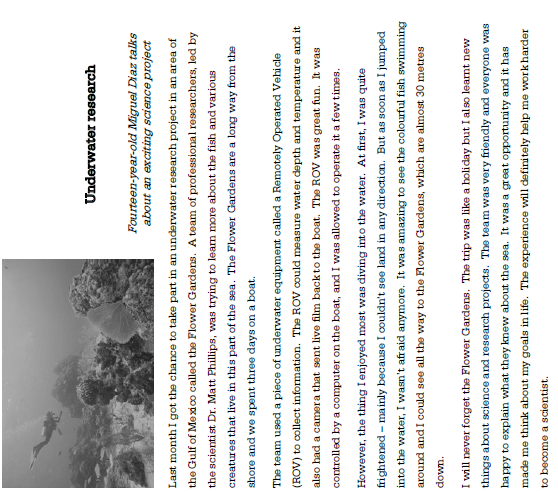 Underwater research
Fourteen-year-old Miguel Diaz talks
about an exciting science project
Last month I got the chance to take part in an underwater research project in an area of
the Gulf of Mexico called the Flower Gardens. A team of professional researchers, led by
the scientist Dr. Matt Phillips, was trying to learn more about the fish and various
creatures that live in this part of the sea. The Flower Gardens are a long way from the
shore and we spent three days on a boat.
The team used a piece of underwater equipment called a Remotely Operated Vehicle
(ROV) to collect information. The ROV could measure water depth and temperature and it
also had a camera that sent live film back to the boat. The ROV was great fun. It was
controlled by a computer on the boat, and I was allowed to operate it a few times.
However, the thing I enjoyed most was diving into the water. At first, I was quite
frightened – mainly because I couldn't see land in any direction. But as soon as I jumped
into the water, I wasn't afraid anymore. It was amazing to see the colourful fish swimming
around and I could see all the way to the Flower Gardens, which are almost 30 metres
down.
I will never forget the Flower Gardens. The trip was like a holiday but I also learnt new
things about science and research projects. The team was very friendly and everyone was
happy to explain what they knew about the sea. It was a great opportunity and it has
made me think about my goals in life. The experience will definitely help me work harder
to become a scientist.